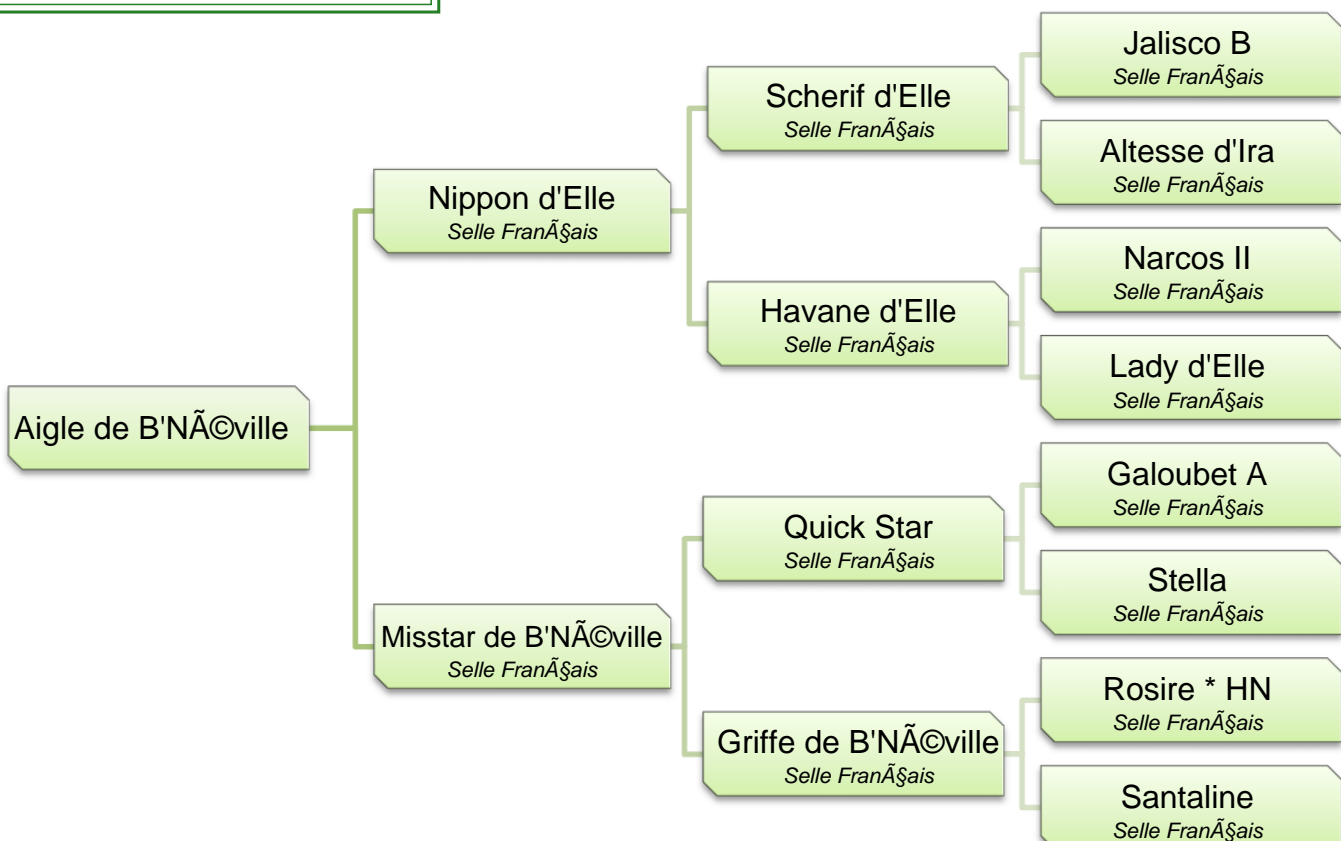 Jalisco B
Selle FranÃ§ais
Scherif d'Elle
Selle FranÃ§ais
Altesse d'Ira
Selle FranÃ§ais
Nippon d'Elle
Selle FranÃ§ais
Narcos II
Selle FranÃ§ais
Havane d'Elle
Selle FranÃ§ais
Lady d'Elle
Selle FranÃ§ais
Aigle de B'NÃ©ville
Galoubet A
Selle FranÃ§ais
Quick Star
Selle FranÃ§ais
Stella
Selle FranÃ§ais
Misstar de B'NÃ©ville
Selle FranÃ§ais
Rosire * HN
Selle FranÃ§ais
Griffe de B'NÃ©ville
Selle FranÃ§ais
Santaline
Selle FranÃ§ais